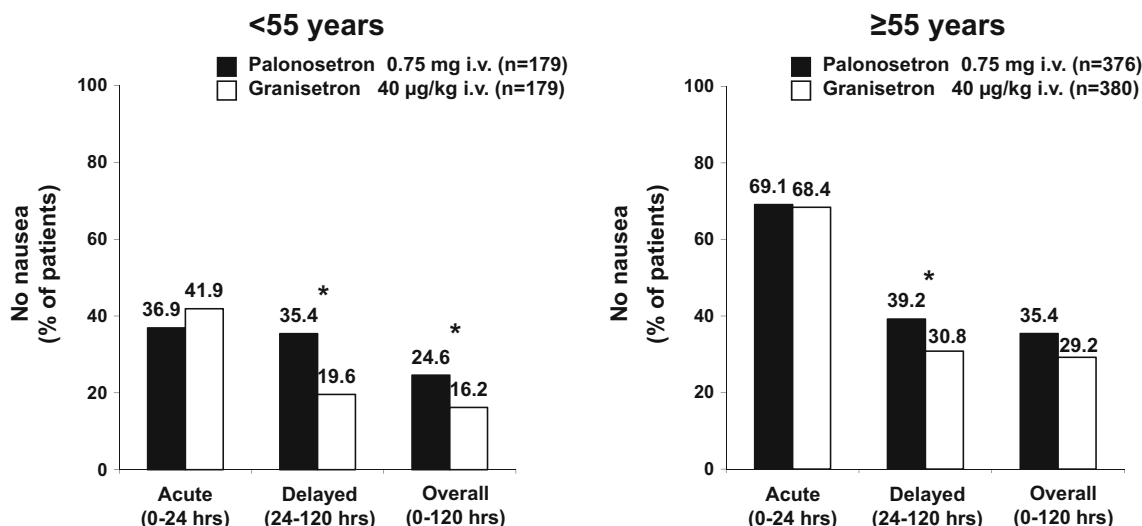 <55 years
Palonosetron 0.75 mg i.v. (n=179)
Granisetron 40 µg/kg i.v. (n=179)
No nausea
(% of patients)
100
80
60
40
20
0
36.9
41.9
35.4
*
19.6
24.6
*
16.2
Acute
(0-24 hrs)
Delayed
(24-120 hrs)
Overall
(0-120 hrs)
≥55 years
Palonosetron 0.75 mg i.v. (n=376)
Granisetron 40 µg/kg i.v. (n=380)
No nausea
(% of patients)
100
80
60
40
20
0
69.1
68.4
39.2
*
30.8
35.4
29.2
Acute
(0-24 hrs)
Delayed
(24-120 hrs)
Overall
(0-120 hrs)